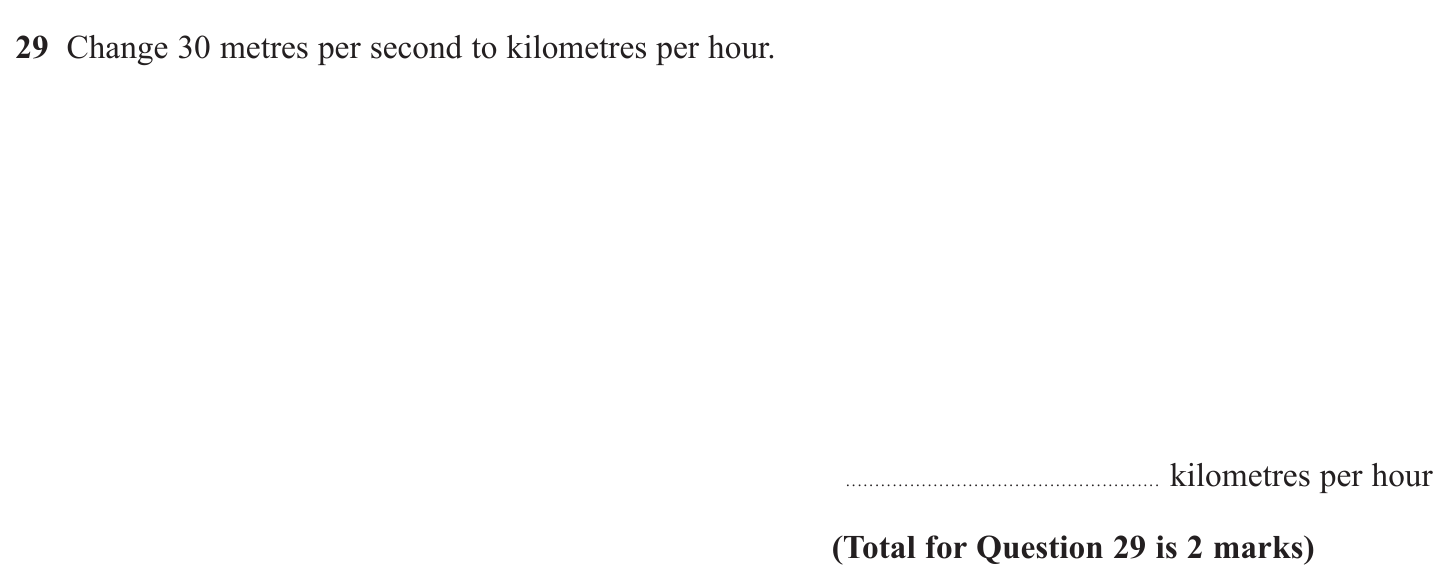 29 Change 30 metres per second to kilometres per hour.
...................................................... kilometres per hour
(Total for Question 29 is 2 marks)